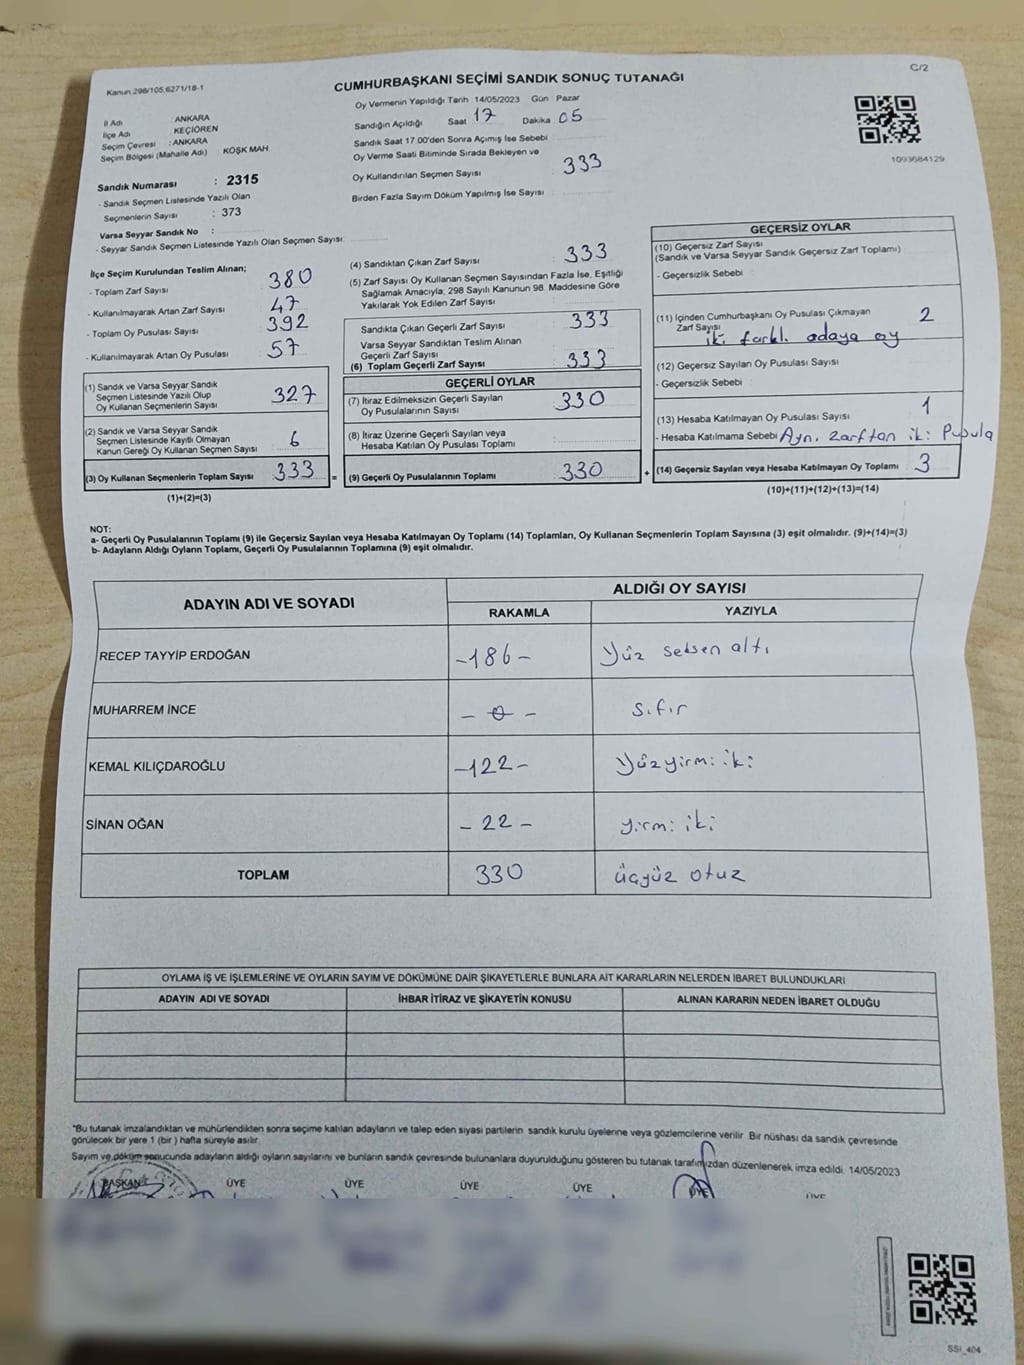 C/2
Kanun 298/105;6271/18-1
CUMHURBAŞKANI SEÇİMİ SANDIK SONUÇ TUTANAĞI
Oy Vermenin Yapıldığı Tarih 14/05/2023 Gün : Pazar
İl Adı ANKARA
İlçe Adı KEÇİÖREN
Seçim Çevresi : ANKARA
Seçim Bölgesi (Mahalle Adı) : KÖŞK MAH.
Sandığın Açıldığı Saat 17 Dakika 05
Sandık Saat 17.00'den Sonra Açımış İse Sebebi
Oy Verme Saati Bitiminde Sırada Bekleyen ve
Oy Kullandırılan Seçmen Sayısı 333
Birden Fazla Sayım Döküm Yapılmış İse Sayısı
1093684129
Sandık Numarası : 2315
- Sandık Seçmen Listesinde Yazılı Olan
Seçmenlerin Sayısı : 373
Varsa Seyyar Sandık No :
- Seyyar Sandık Seçmen Listesinde Yazılı Olan Seçmen Sayısı:
İlçe Seçim Kurulundan Teslim Alınan;
- Toplam Zarf Sayısı 380
- Kullanılmayarak Artan Zarf Sayısı 47
- Toplam Oy Pusulası Sayısı 392
- Kullanılmayarak Artan Oy Pusulası 57
(1) Sandık ve Varsa Seyyar Sandık
Seçmen Listesinde Yazılı Olup
Oy Kullanan Seçmenlerin Sayısı 327
(2) Sandık ve Varsa Seyyar Sandık
Seçmen Listesinde Kayıtlı Olmayan
Kanun Gereği Oy Kullanan Seçmen Sayısı 6
(3) Oy Kullanan Seçmenlerin Toplam Sayısı 333 =
(1)+(2)=(3)
(4) Sandıktan Çıkan Zarf Sayısı 333
(5) Zarf Sayısı Oy Kullanan Seçmen Sayısından Fazla İse, Eşitliği
Sağlamak Amacıyla; 298 Sayılı Kanunun 98. Maddesine Göre
Yakılarak Yok Edilen Zarf Sayısı
Sandıkta Çıkan Geçerli Zarf Sayısı 333
Varsa Seyyar Sandıktan Teslim Alınan
Geçerli Zarf Sayısı
(6) Toplam Geçerli Zarf Sayısı 333
GEÇERLİ OYLAR
(7) İtiraz Edilmeksizin Geçerli Sayılan
Oy Pusulalarının Sayısı 330
(8) İtiraz Üzerine Geçerli Sayılan veya
Hesaba Katılan Oy Pusulası Toplamı
(9) Geçerli Oy Pusulalarının Toplamı 330 +
GEÇERSİZ OYLAR
(10) Geçersiz Zarf Sayısı
(Sandık ve Varsa Seyyar Sandık Geçersiz Zarf Toplamı)
- Geçersizlik Sebebi
(11) İçinden Cumhurbaşkanı Oy Pusulası Çıkmayan
Zarf Sayısı 2
iki farklı adaya oy
(12) Geçersiz Sayılan Oy Pusulası Sayısı
- Geçersizlik Sebebi
(13) Hesaba Katılmayan Oy Pusulası Sayısı 1
- Hesaba Katılmama Sebebi Aynı zarftan iki Pusula
(14) Geçersiz Sayılan veya Hesaba Katılmayan Oy Toplamı 3
(10)+(11)+(12)+(13)=(14)
NOT:
a- Geçerli Oy Pusulalarının Toplamı (9) ile Geçersiz Sayılan veya Hesaba Katılmayan Oy Toplamı (14) Toplamları, Oy Kullanan Seçmenlerin Toplam Sayısına (3) eşit olmalıdır. (9)+(14)=(3)
b- Adayların Aldığı Oyların Toplamı, Geçerli Oy Pusulalarının Toplamına (9) eşit olmalıdır.
ADAYIN ADI VE SOYADI
ALDIĞI OY SAYISI
RAKAMLA YAZIYLA
RECEP TAYYİP ERDOĞAN -186- Yüz seksen altı
MUHARREM İNCE - 0 - sıfır
KEMAL KILIÇDAROĞLU -122- Yüzyirmi iki
SİNAN OĞAN - 22 - yirmi iki
TOPLAM 330 üçyüz otuz
OYLAMA İŞ VE İŞLEMLERİNE VE OYLARIN SAYIM VE DÖKÜMÜNE DAİR ŞİKAYETLERLE BUNLARA AİT KARARLARIN NELERDEN İBARET BULUNDUKLARI
ADAYIN ADI VE SOYADI İHBAR İTİRAZ VE ŞİKAYETİN KONUSU ALINAN KARARIN NEDEN İBARET OLDUĞU
*Bu tutanak imzalandıktan ve mühürlendikten sonra seçime katılan adayların ve talep eden siyasi partilerin sandık kurulu üyelerine veya gözlemcilerine verilir. Bir nüshası da sandık çevresinde
görülecek bir yere 1 (bir) hafta süreyle asılır.
Sayım ve döküm sonucunda adayların aldığı oyların sayılarını ve bunların sandık çevresinde bulunanlara duyurulduğunu gösteren bu tutanak tarafımızdan düzenlenerek imza edildi. 14/05/2023
BAŞKAN ÜYE ÜYE ÜYE ÜYE ÜYE ÜYE
SSI_404